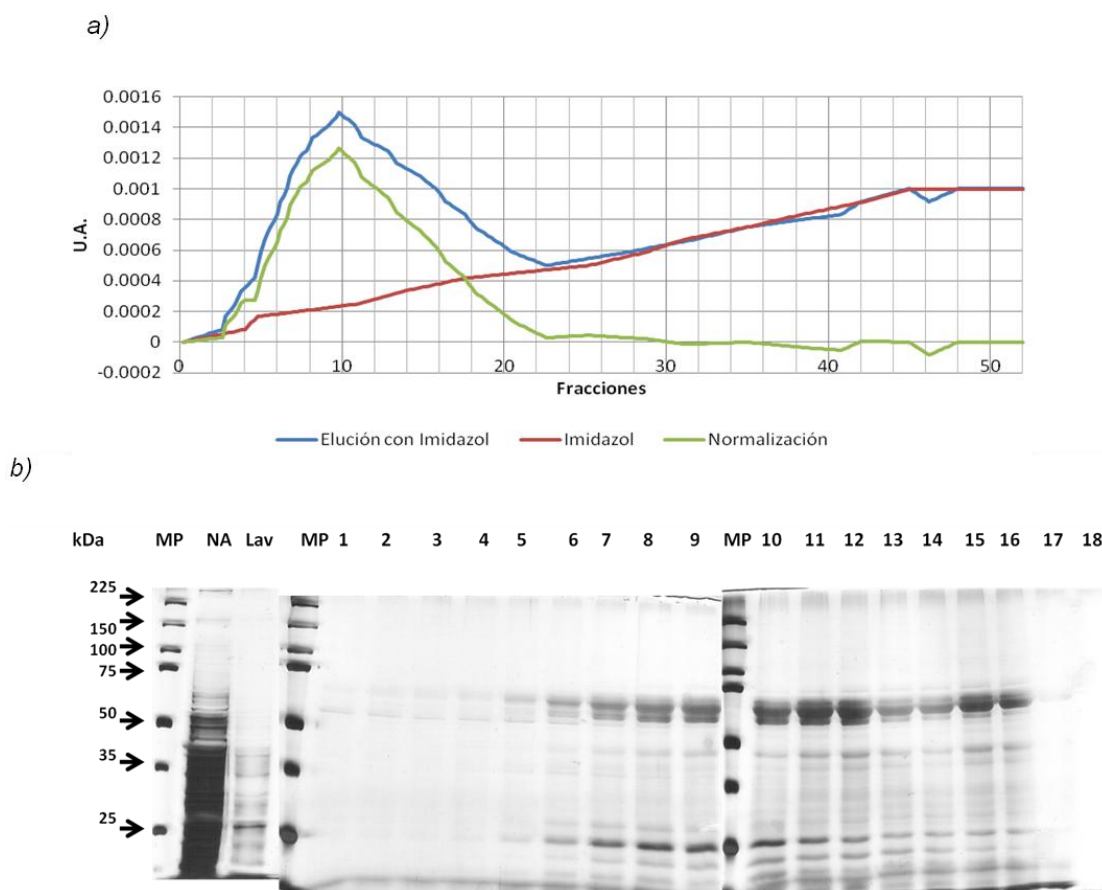 a)
0.0016
0.0014
0.0012
0.001
0.0008
0.0006
0.0004
0.0002
0
-0.0002
U.A.
0 10 20 30 40 50
Fracciones
Elución con Imidazol Imidazol Normalización
b)
kDa MP NA Lav MP 1 2 3 4 5 6 7 8 9 MP 10 11 12 13 14 15 16 17 18
225
150
100
75
50
35
25